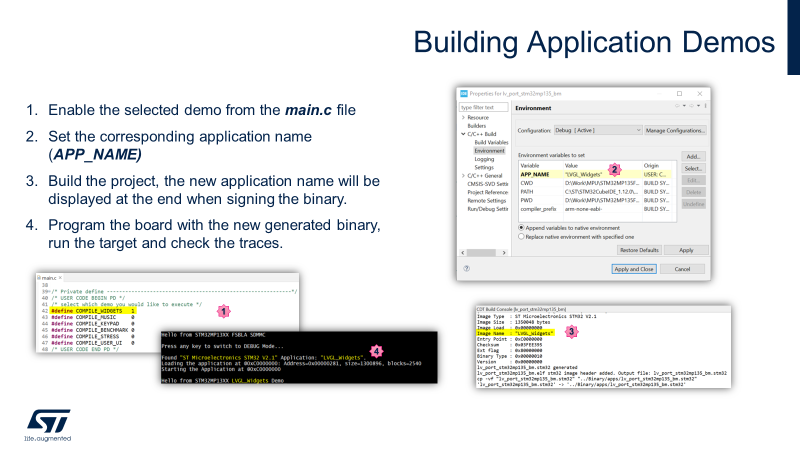 Building Application Demos
1. Enable the selected demo from the main.c file
2. Set the corresponding application name
(APP_NAME)
3. Build the project, the new application name will be
displayed at the end when signing the binary.
4. Program the board with the new generated binary,
run the target and check the traces.
Properties for lv_port_stm32mp135_bm
type filter text
Environment
Resource
Builders
C/C++ Build
Build Variables
Environment
Logging
Settings
C/C++ General
CMSIS-SVD Setti
Project Reference
Remote Settings
Run/Debug Settin
Configuration: Debug [ Active ] Manage Configurations...
Environment variables to set
Add...
Variable Value Origin
Select...
APP_NAME "LVGL_Widgets" USER: C...
2
CWD D:\Work\MPU\STM32MP135F... BUILD SY...
Edit...
PATH C:\ST\STM32CubeIDE_1.12.0\... BUILD SY...
Delete
PWD D:\Work\MPU\STM32MP135F... BUILD SY...
Undefine
compiler_prefix arm-none-eabi- BUILD SY...
Append variables to native environment
Replace native environment with specified one
Restore Defaults Apply
Apply and Close Cancel
main.c
38
39 /* Private define ---*/
40 /* USER CODE BEGIN PD */
41 /* select which demo you would like to execute */
42 #define COMPILE_WIDGETS 1
43 #define COMPILE_MUSIC 0
44 #define COMPILE_KEYPAD 0
45 #define COMPILE_BENCHMARK 0
46 #define COMPILE_STRESS 0
47 #define COMPILE_USER_UI 0
48 /* USER CODE END PD */
1
Hello from STM32MP13XX FSBLA SDMMC
Press any key to switch to DEBUG Mode...
Found "ST Microelectronics STM32 V2.1" Application: "LVGL_Widgets".
Loading the application @0xC0000000: Address=0x00000281, size=1300896, blocks=2540
Starting the Application @0xC0000000
Hello from STM32MP13XX LVGL_Widgets Demo
4
CDT Build Console [lv_port_stm32mp135_bm]
Image Type : ST Microelectronics STM32 V2.1
Image Size : 1350048 bytes
Image Load : 0x00000000
Image Name : "LVGL_Widgets"
Entry Point : 0xC0000000
Checksum : 0x85FEE395
Ext flag : 0x80000000
Binary Type : 0x00000010
Version : 0x00000000
3
lv_port_stm32mp135_bm.stm32 generated
lv_port_stm32mp135_bm.elf stm32 image header added. Output file: lv_port_stm32mp135_bm.stm32
cp -vf "lv_port_stm32mp135_bm.stm32" "../Binary/apps/lv_port_stm32mp135_bm.stm32"
'lv_port_stm32mp135_bm.stm32' -> '../Binary/apps/lv_port_stm32mp135_bm.stm32'
ST
life.augmented